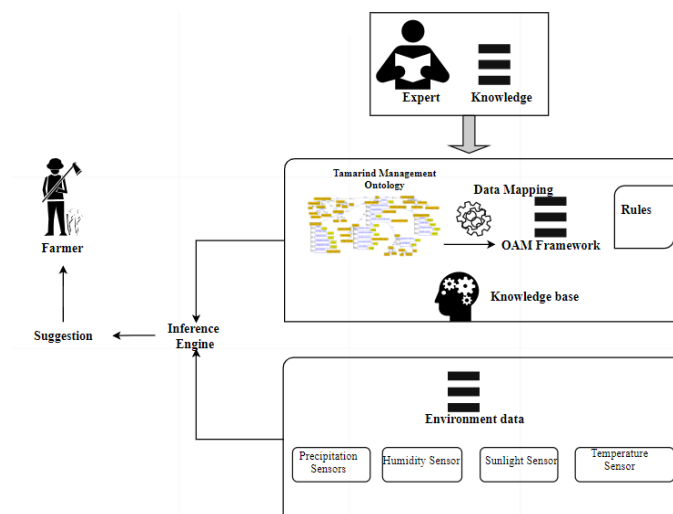 Expert
Knowledge
Tamarind Management
Ontology
Data Mapping
Rules
OAM Framework
Knowledge base
Farmer
Suggestion
Inference
Engine
Environment data
Precipitation
Sensors
Humidity Sensor
Sunlight Sensor
Temperature
Sensor